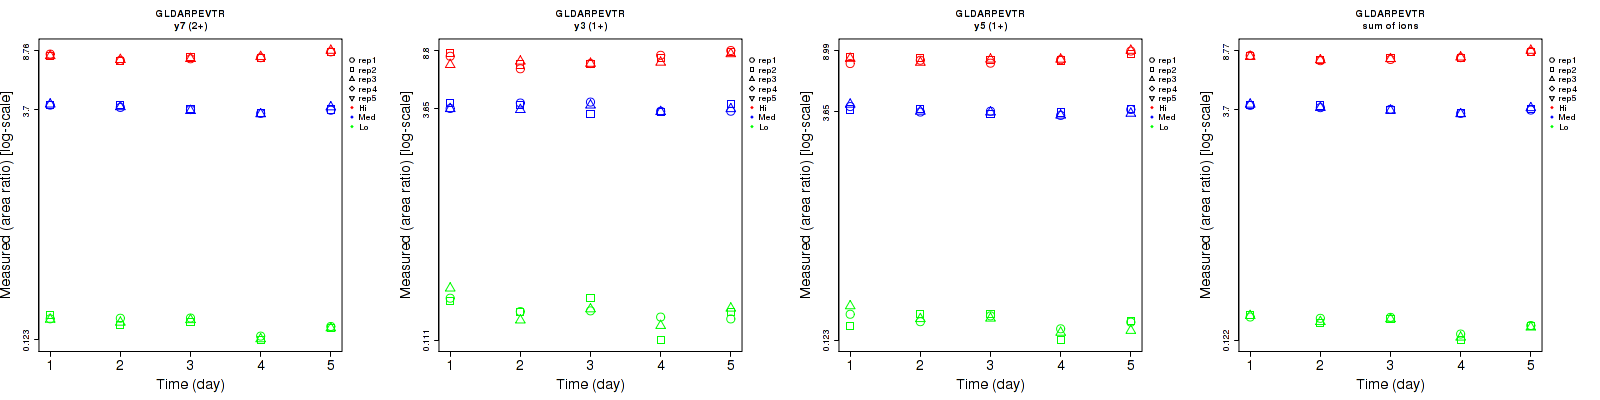 GLDARPEVTR
y7 (2+)
Measured (area ratio) [log-scale]
8.76
3.7
0.123
1 2 3 4 5
Time (day)
rep1
rep2
rep3
rep4
rep5
Hi
Med
Lo
GLDARPEVTR
y3 (1+)
Measured (area ratio) [log-scale]
8.8
3.65
0.111
1 2 3 4 5
Time (day)
rep1
rep2
rep3
rep4
rep5
Hi
Med
Lo
GLDARPEVTR
y5 (1+)
Measured (area ratio) [log-scale]
8.99
3.65
0.123
1 2 3 4 5
Time (day)
rep1
rep2
rep3
rep4
rep5
Hi
Med
Lo
GLDARPEVTR
sum of ions
Measured (area ratio) [log-scale]
8.77
3.7
0.122
1 2 3 4 5
Time (day)
rep1
rep2
rep3
rep4
rep5
Hi
Med
Lo